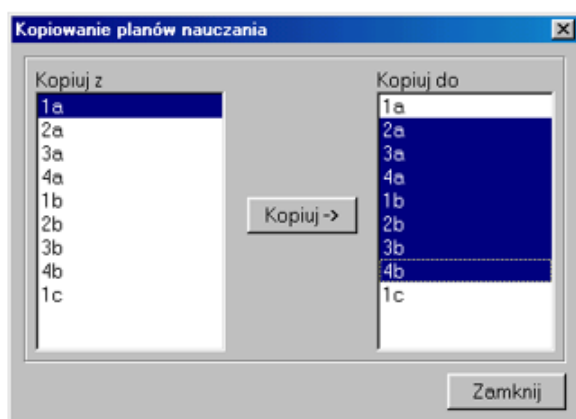 Kopiowanie planów nauczania
Kopiuj z
1a
2a
3a
4a
1b
2b
3b
4b
1c
Kopiuj ->
Kopiuj do
1a
2a
3a
4a
1b
2b
3b
4b
1c
Zamknij